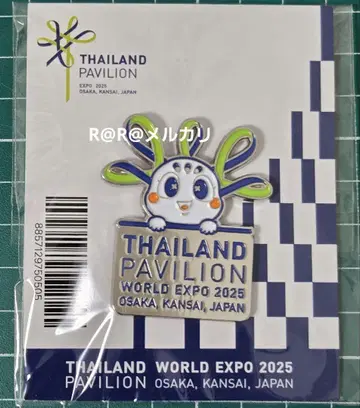 THAILAND
PAVILION
EXPO 2025
OSAKA, KANSAI, JAPAN
R@R@メルカリ
THAILAND
PAVILION
WORLD EXPO 2025
OSAKA, KANSAI, JAPAN
8857129750505
THAILAND WORLD EXPO 2025
PAVILION OSAKA, KANSAI, JAPAN